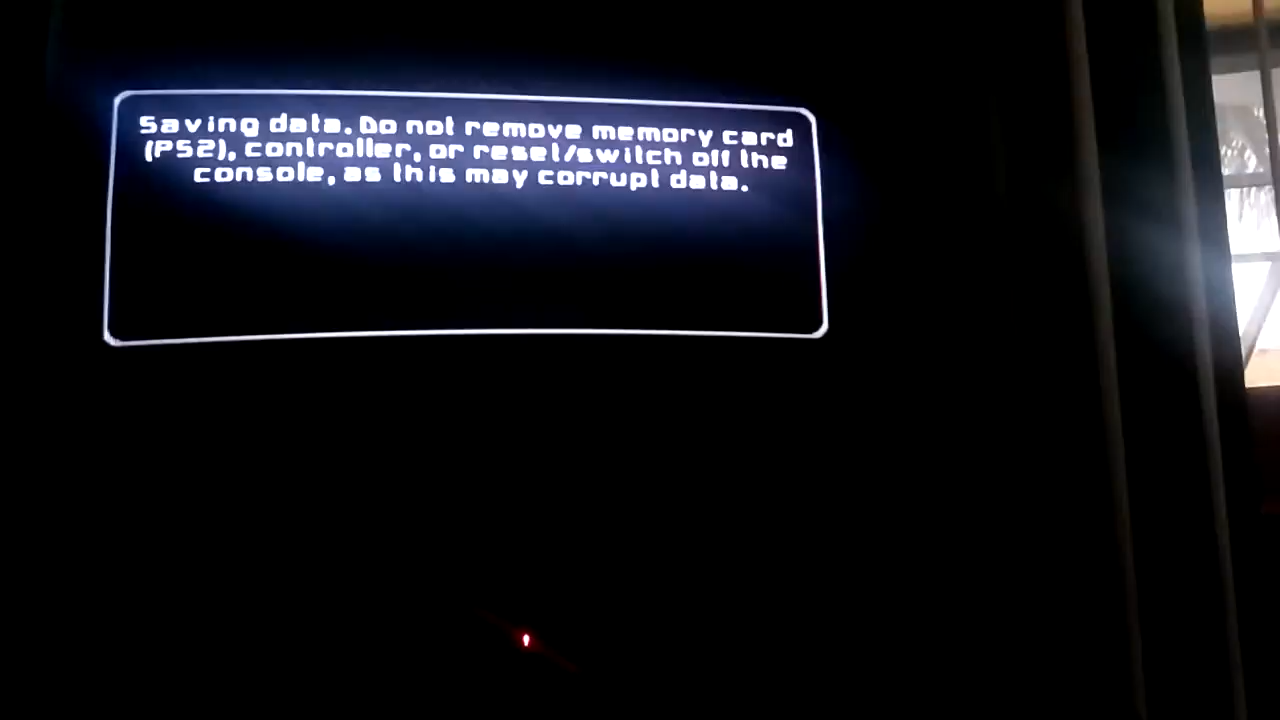 Saving data. Do not remove memory card
(PS2), controller, or reset/switch off the
console, as this may corrupt data.